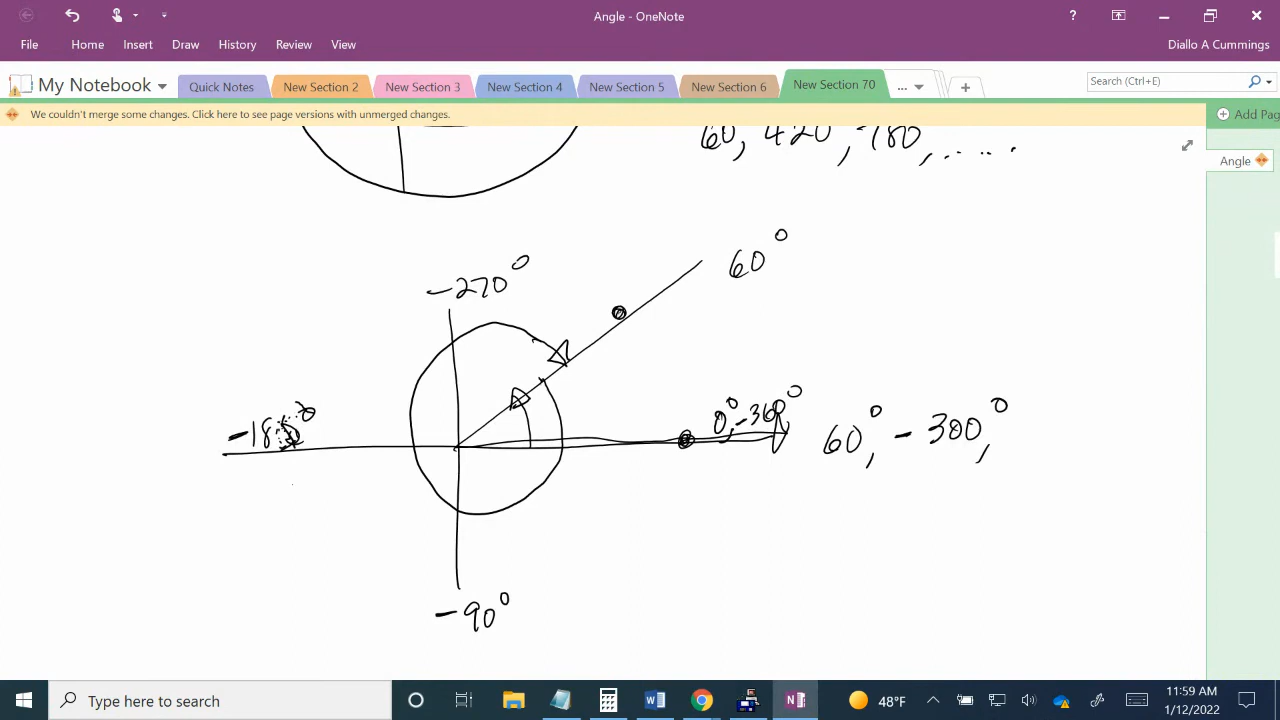 Angle - OneNote
?
File Home Insert Draw History Review View
Diallo A Cummings
My Notebook Quick Notes New Section 2 New Section 3 New Section 4 New Section 5 New Section 6 New Section 70 ... +
Search (Ctrl+E)
We couldn't merge some changes. Click here to see page versions with unmerged changes.
Add Pag
60, 420, 780, .....
Angle
60°
-270°
-180°
0°, -360°
60°, -300°,
-90°
Type here to search
48°F
11:59 AM
1/12/2022